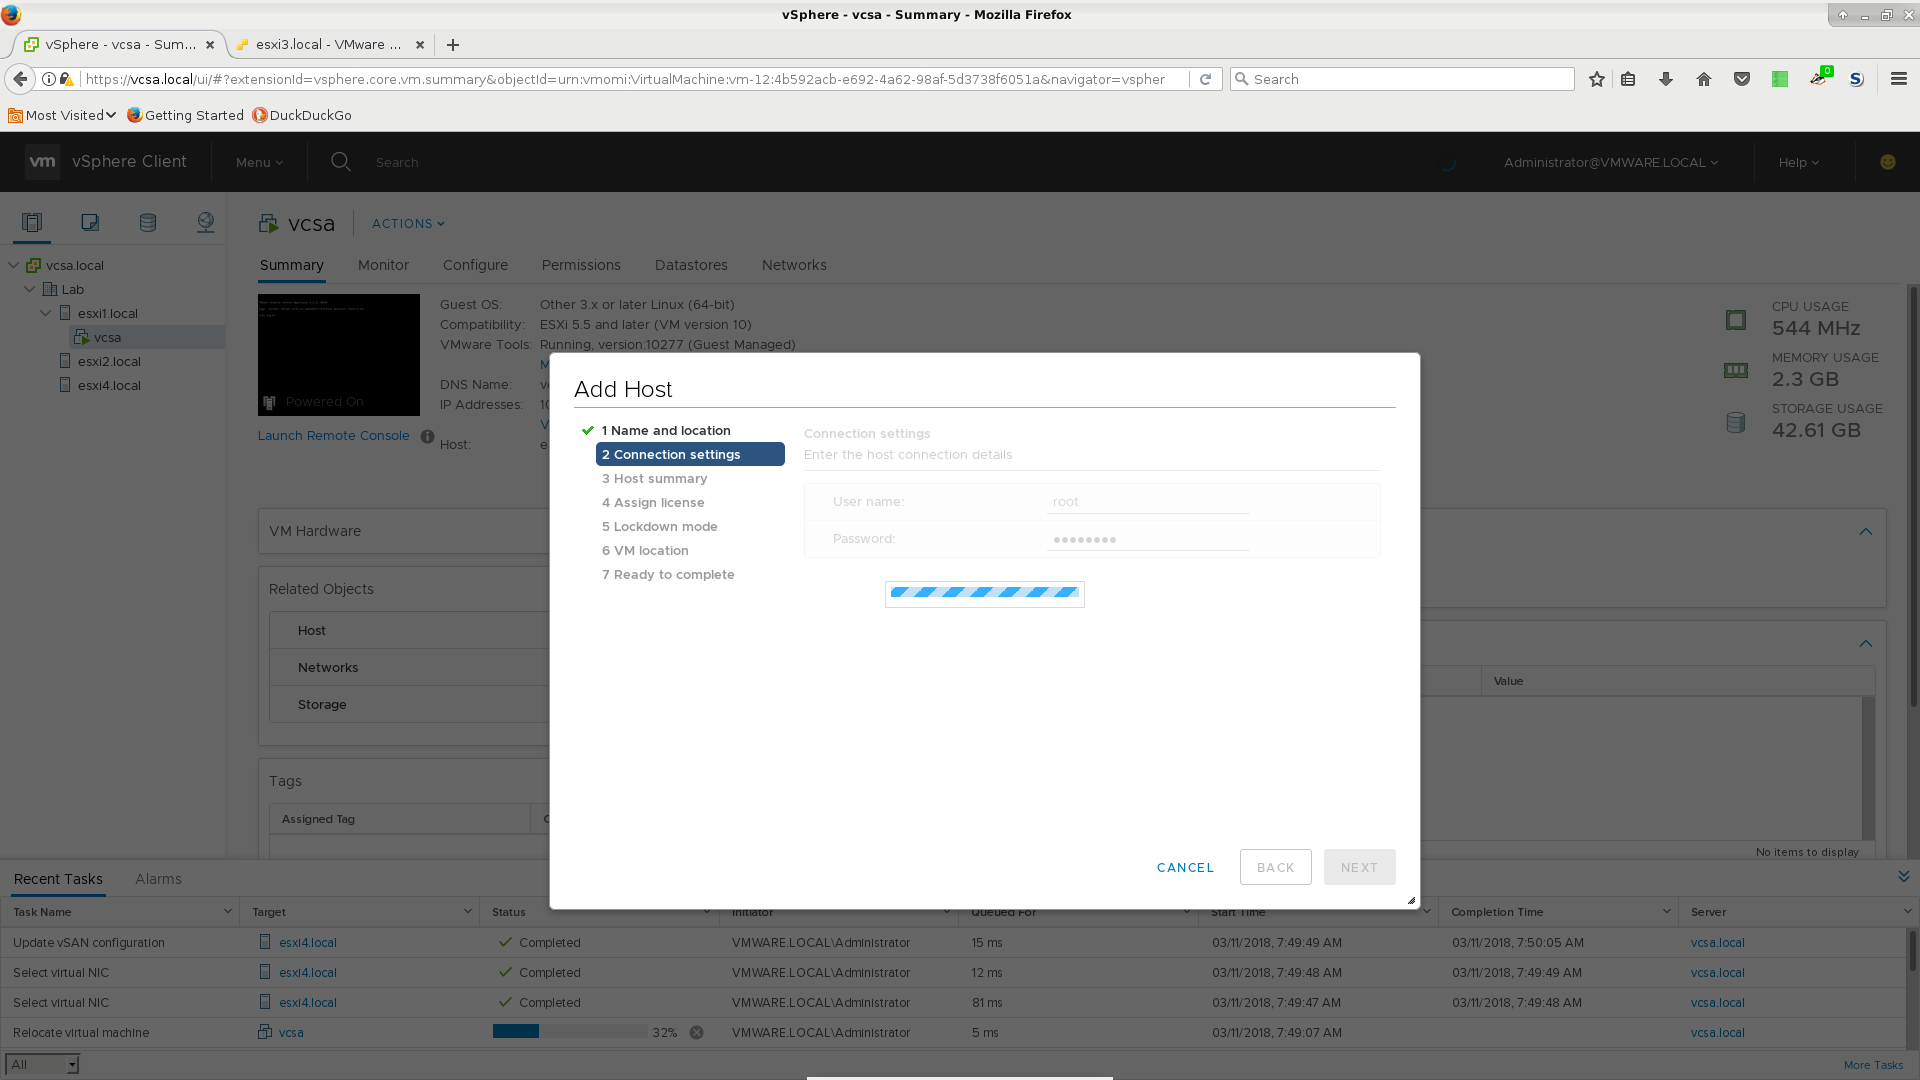 vSphere - vcsa - Summary - Mozilla Firefox
vSphere - vcsa - Sum...
esxi3.local - VMware ...
https://vcsa.local/ui/#?extensionId=vsphere.core.vm.summary&objectId=urn:vmomi:VirtualMachine:vm-12:4b592acb-e692-4a62-98af-5d3738f6051a&navigator=vspher
Search
0
Most Visited
Getting Started
DuckDuckGo
vm
vSphere Client
Menu
Search
Administrator@VMWARE.LOCAL
Help
vcsa.local
Lab
esxi1.local
vcsa
esxi2.local
esxi4.local
vcsa
ACTIONS
Summary
Monitor
Configure
Permissions
Datastores
Networks
Powered On
Launch Remote Console
Guest OS: Other 3.x or later Linux (64-bit)
Compatibility: ESXi 5.5 and later (VM version 10)
VMware Tools: Running, version:10277 (Guest Managed)
DNS Name:
IP Addresses:
Host:
CPU USAGE
544 MHz
MEMORY USAGE
2.3 GB
STORAGE USAGE
42.61 GB
VM Hardware
Related Objects
Host
Networks
Storage
Tags
Assigned Tag
Value
No items to display
Add Host
1 Name and location
2 Connection settings
3 Host summary
4 Assign license
5 Lockdown mode
6 VM location
7 Ready to complete
Connection settings
Enter the host connection details
User name: root
Password: ●●●●●●●●
CANCEL
BACK
NEXT
Recent Tasks
Alarms
Task Name Target Status Initiator Queued For Start Time Completion Time Server
Update vSAN configuration esxi4.local Completed VMWARE.LOCAL\Administrator 15 ms 03/11/2018, 7:49:49 AM 03/11/2018, 7:50:05 AM vcsa.local
Select virtual NIC esxi4.local Completed VMWARE.LOCAL\Administrator 12 ms 03/11/2018, 7:49:48 AM 03/11/2018, 7:49:49 AM vcsa.local
Select virtual NIC esxi4.local Completed VMWARE.LOCAL\Administrator 81 ms 03/11/2018, 7:49:47 AM 03/11/2018, 7:49:48 AM vcsa.local
Relocate virtual machine vcsa 32% VMWARE.LOCAL\Administrator 5 ms 03/11/2018, 7:49:07 AM vcsa.local
All
More Tasks